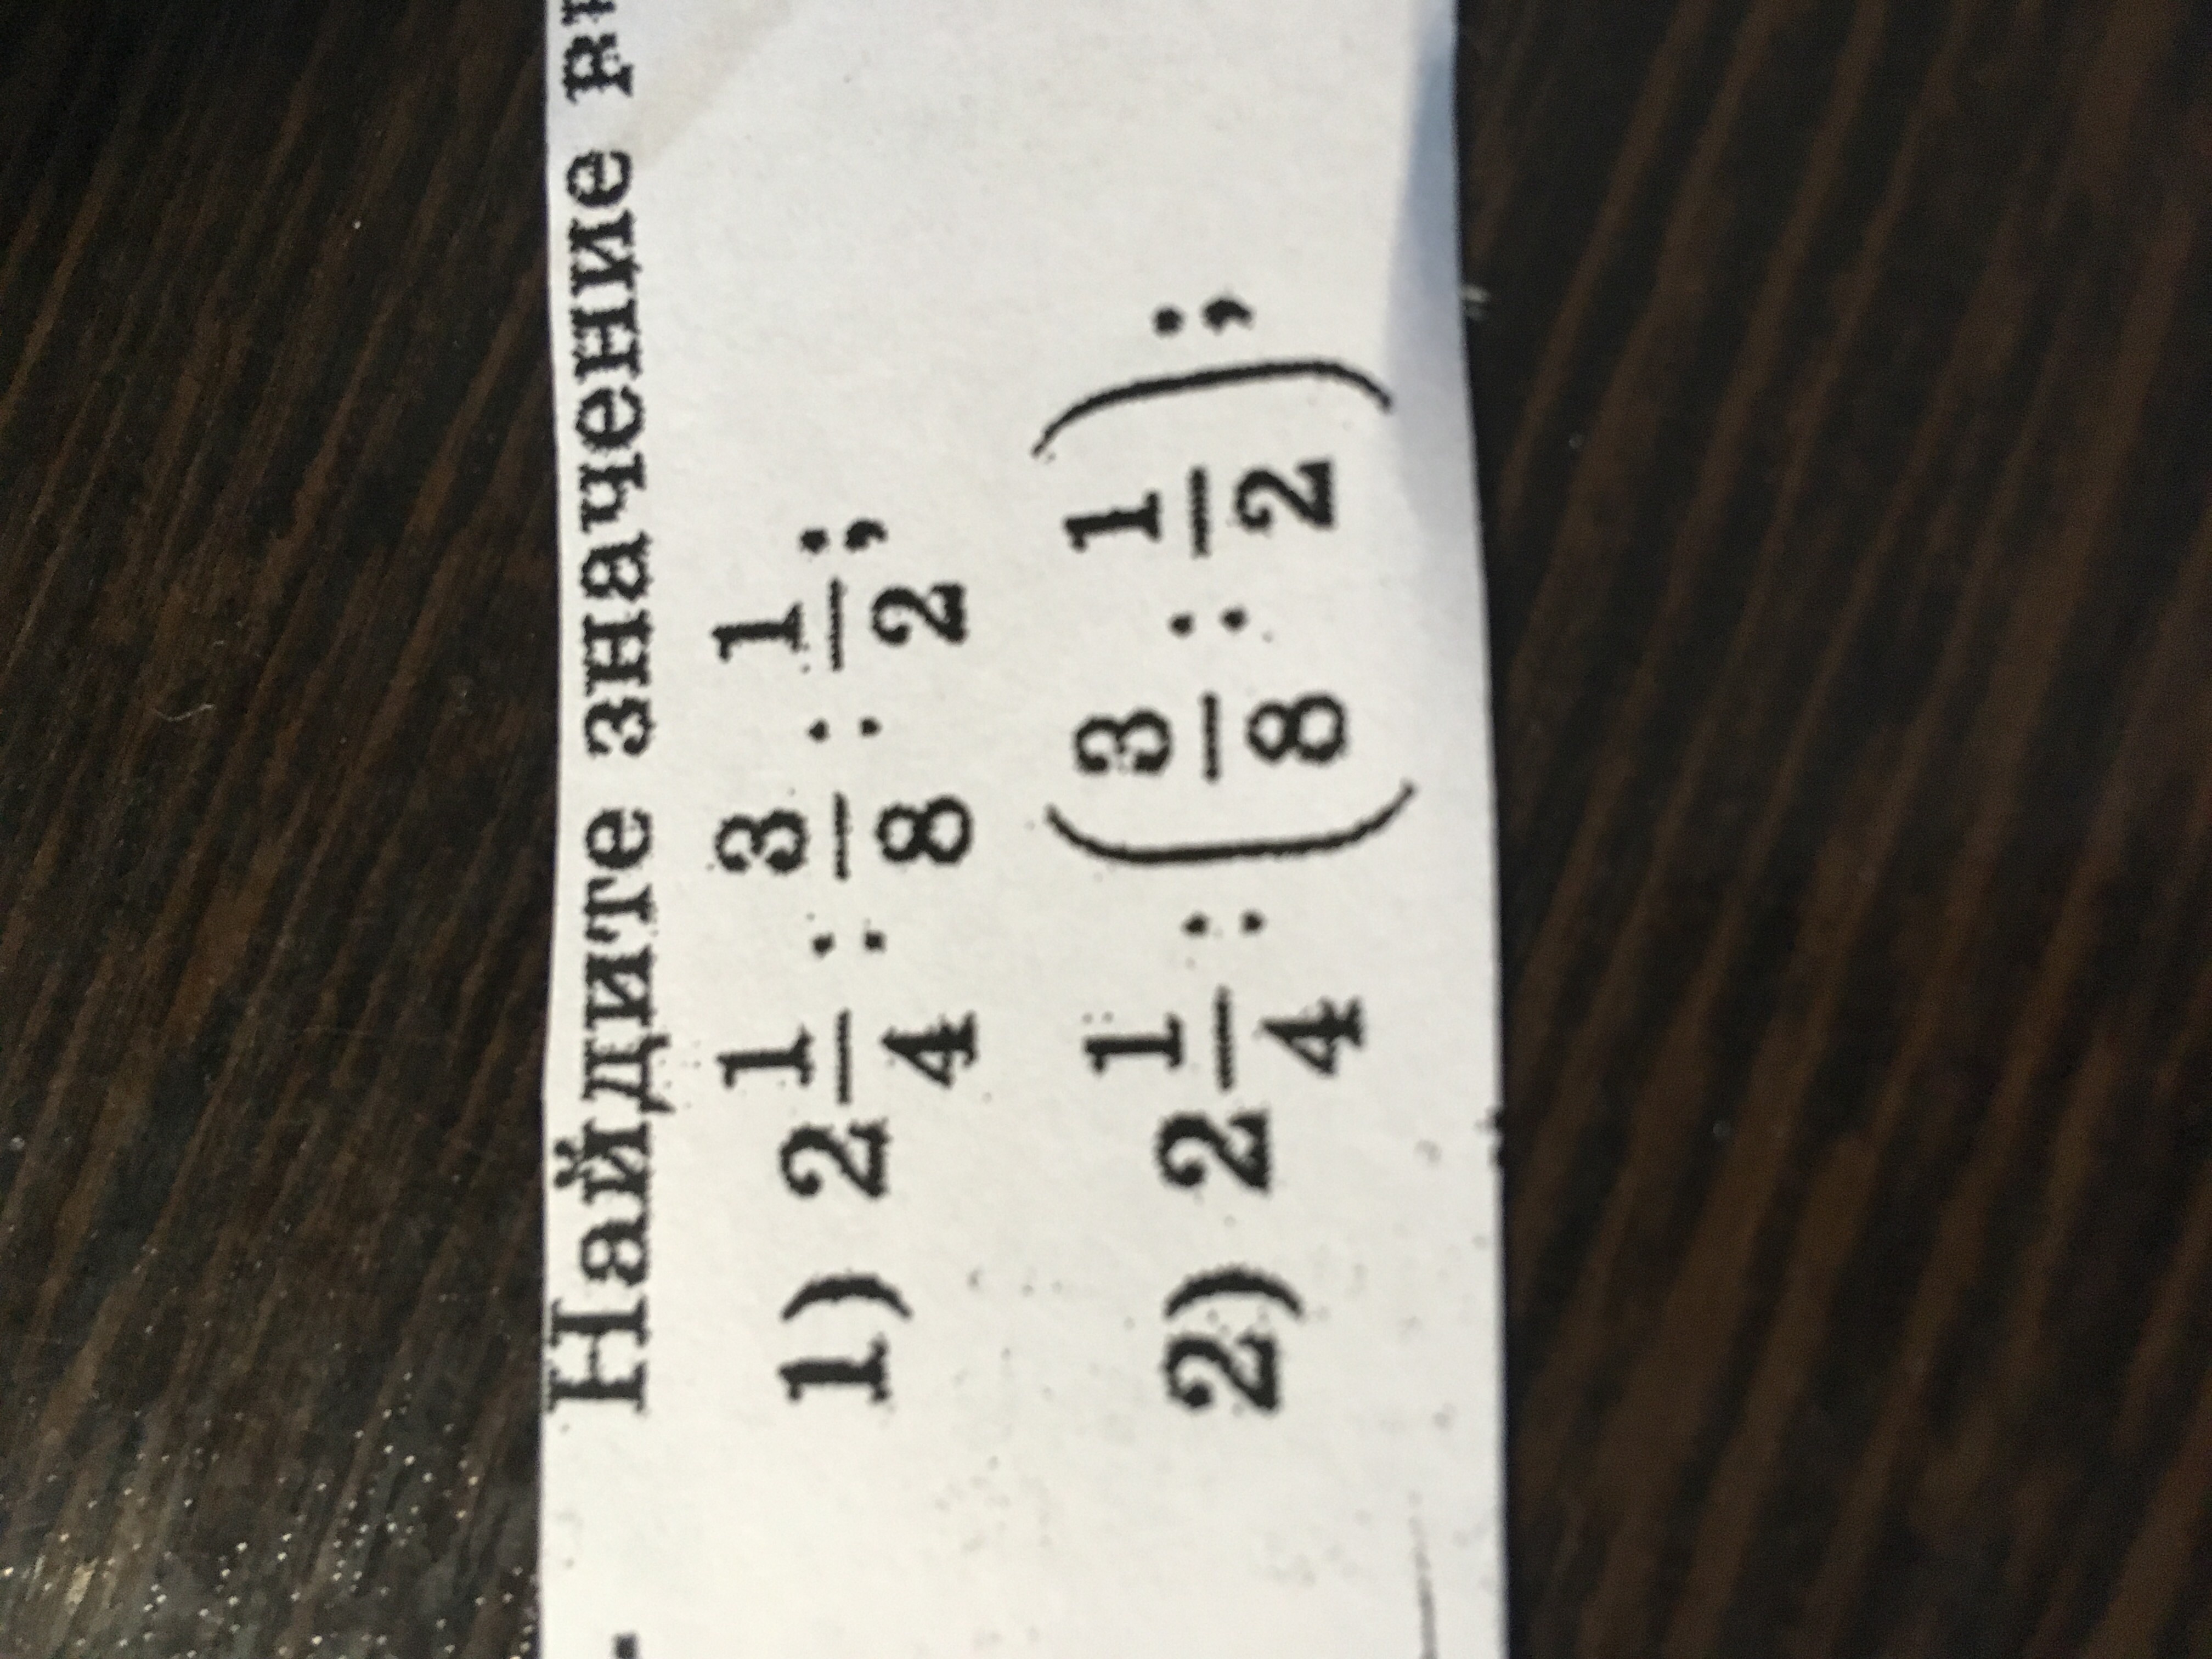 Найдите значение
1) 2 1/4 : 3/8 : 1/2;
2) 2 1/4 : (3/8 : 1/2);